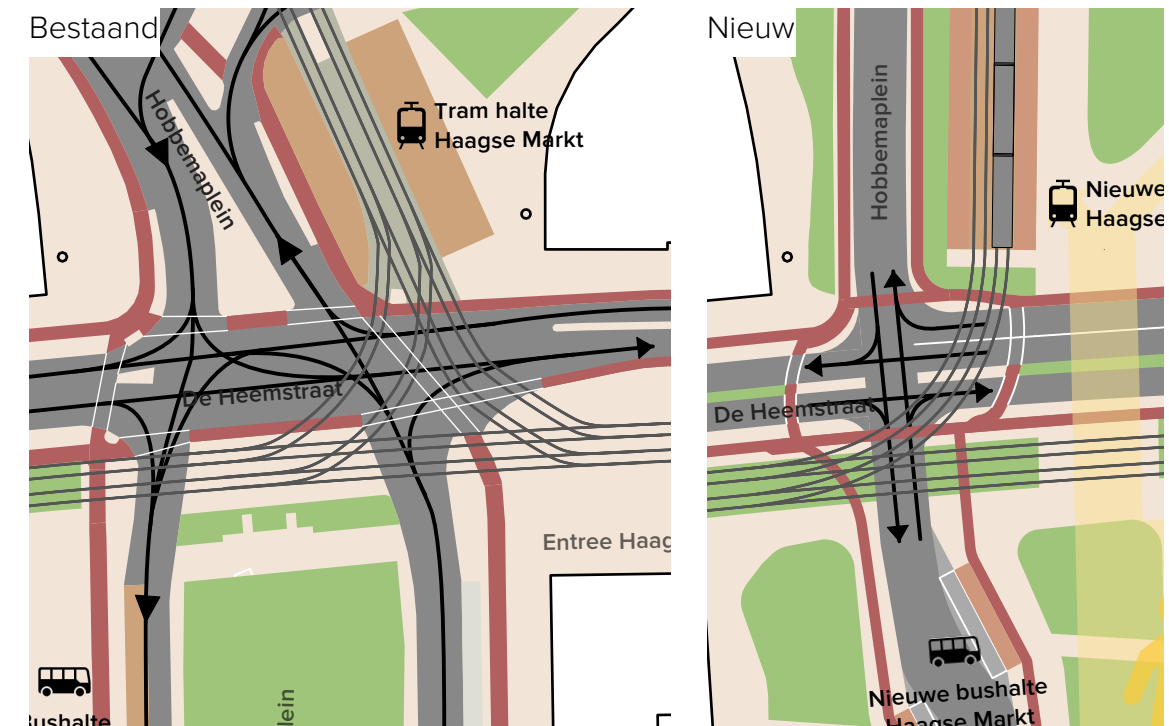 Bestaand
Hobbemaplein
Tram halte
Haagse Markt
De Heemstraat
Entree Haag
lein
Bushalte
Nieuw
Hobbemaplein
Nieuwe
Haagse
De Heemstraat
Nieuwe bushalte
Haagse Markt